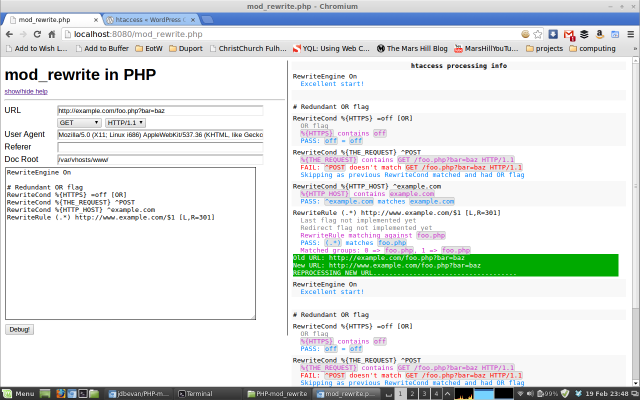 mod_rewrite.php - Chromium
mod_rewrite.php
htaccess « WordPress
localhost:8080/mod_rewrite.php
Add to Wish L... Add to Buffer EotW Duport ChristChurch Fulh... YQL: Using Web C... The Mars Hill Blog MarsHillYouTu... projects computing
mod_rewrite in PHP
show/hide help
URL http://example.com/foo.php?bar=baz
GET HTTP/1.1
User Agent Mozilla/5.0 (X11; Linux i686) AppleWebKit/537.36 (KHTML, like Gecko
Referer
Doc Root /var/vhosts/www/
RewriteEngine On
# Redundant OR flag
RewriteCond %{HTTPS} =off [OR]
RewriteCond %{THE_REQUEST} ^POST
RewriteCond %{HTTP_HOST} ^example.com
RewriteRule (.*) http://www.example.com/$1 [L,R=301]
Debug!
htaccess processing info
RewriteEngine On
Excellent start!
# Redundant OR flag
RewriteCond %{HTTPS} =off [OR]
OR flag
%{HTTPS} contains off
PASS: off = off
RewriteCond %{THE_REQUEST} ^POST
%{THE_REQUEST} contains GET /foo.php?bar=baz HTTP/1.1
FAIL: ^POST doesn't match GET /foo.php?bar=baz HTTP/1.1
Skipping as previous RewriteCond matched and had OR flag
RewriteCond %{HTTP_HOST} ^example.com
%{HTTP_HOST} contains example.com
PASS: ^example.com matches example.com
RewriteRule (.*) http://www.example.com/$1 [L,R=301]
Last flag not implemented yet
Redirect flag not implemented yet
RewriteRule matching against foo.php
PASS: (.*) matches foo.php
Matched groups: 0 => foo.php, 1 => foo.php
Old URL: http://example.com/foo.php?bar=baz
New URL: http://www.example.com/foo.php?bar=baz
REPROCESSING NEW URL....................................
RewriteEngine On
Excellent start!
# Redundant OR flag
RewriteCond %{HTTPS} =off [OR]
OR flag
%{HTTPS} contains off
PASS: off = off
RewriteCond %{THE_REQUEST} ^POST
%{THE_REQUEST} contains GET /foo.php?bar=baz HTTP/1.1
FAIL: ^POST doesn't match GET /foo.php?bar=baz HTTP/1.1
Skipping as previous RewriteCond matched and had OR flag
Menu jdbevan/PHP-m... Terminal PHP-mod_rewrite mod_rewrite.p... 1 2 3 4 99% 19 Feb 23:48